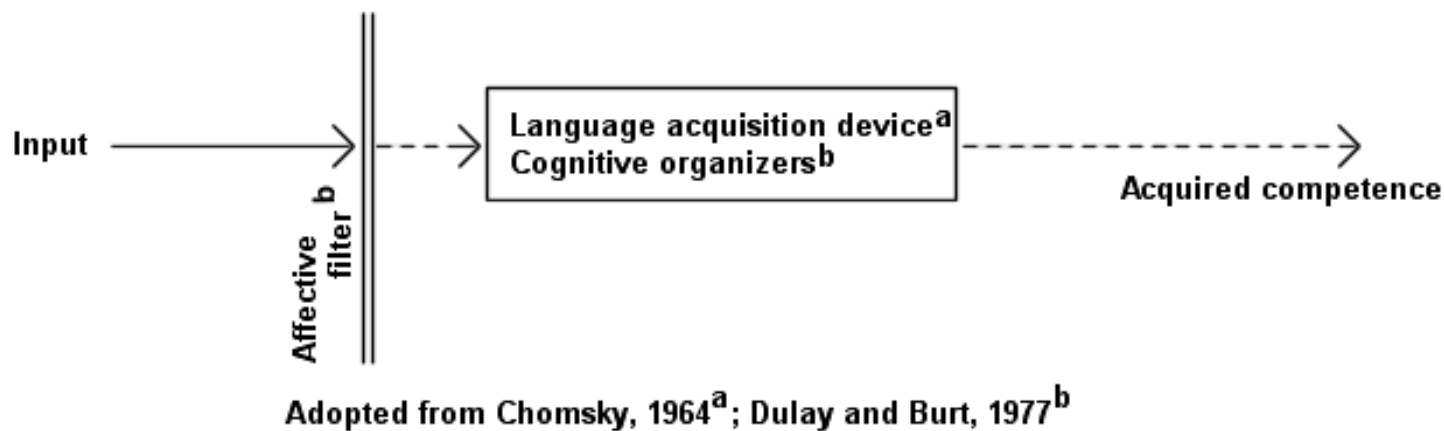 Input
Affective
filter b
Language acquisition device a
Cognitive organizers b
Acquired competence
Adopted from Chomsky, 1964 a; Dulay and Burt, 1977 b